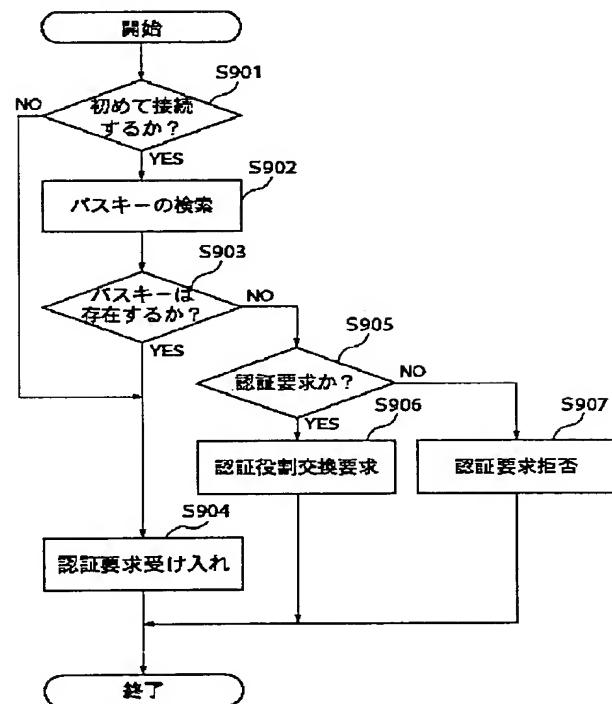 開始
S901
初めて接続
するか？
NO
YES
S902
パスキーの検索
S903
パスキーは
存在するか？
NO
YES
S905
認証要求か？
NO
YES
S906
認証役割交換要求
S907
認証要求拒否
S904
認証要求受け入れ
終了